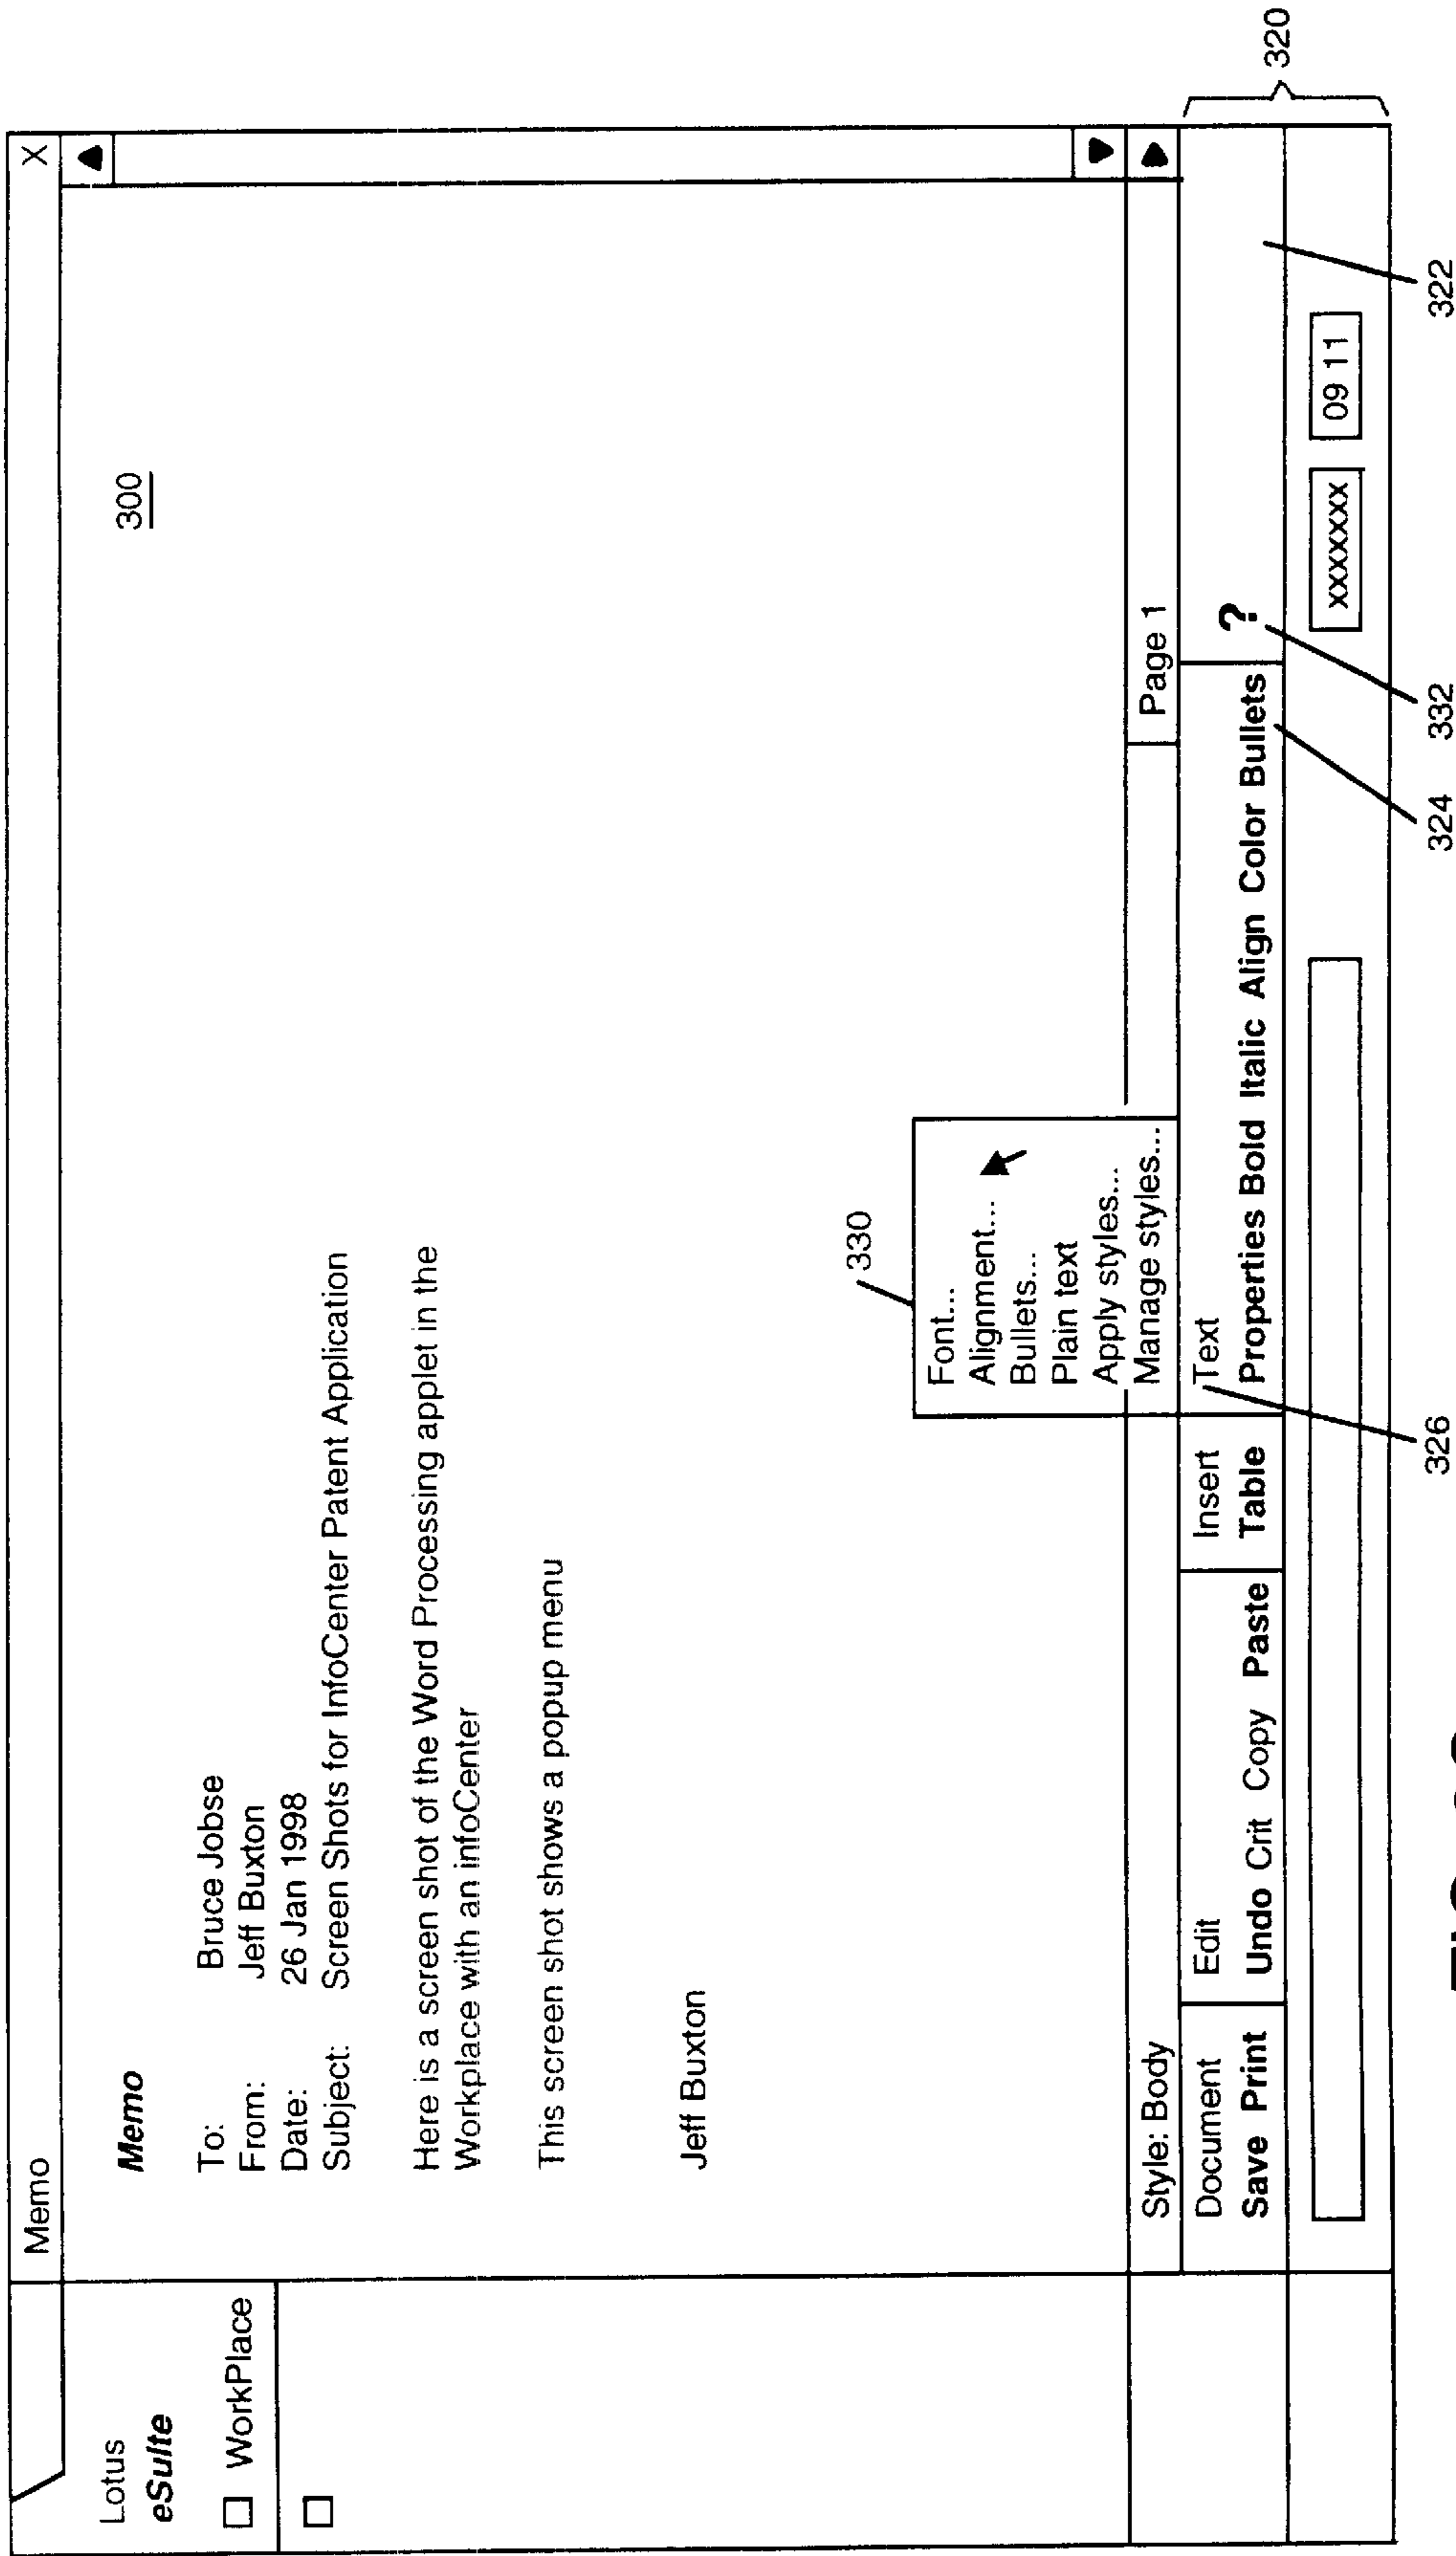 Memo X
Lotus
eSuite
WorkPlace
300
Memo
To: Bruce Jobse
From: Jeff Buxton
Date: 26 Jan 1998
Subject: Screen Shots for InfoCenter Patent Application
Here is a screen shot of the Word Processing applet in the
Workplace with an infoCenter
This screen shot shows a popup menu
Jeff Buxton
330
Font...
Alignment...
Bullets...
Plain text
Apply styles...
Manage styles...
Style: Body Page 1
Document Edit Insert Text
Save Print Undo Crit Copy Paste Table Properties Bold Italic Align Color Bullets ?
xxxxxxx 09 11
320
326 324 332 322